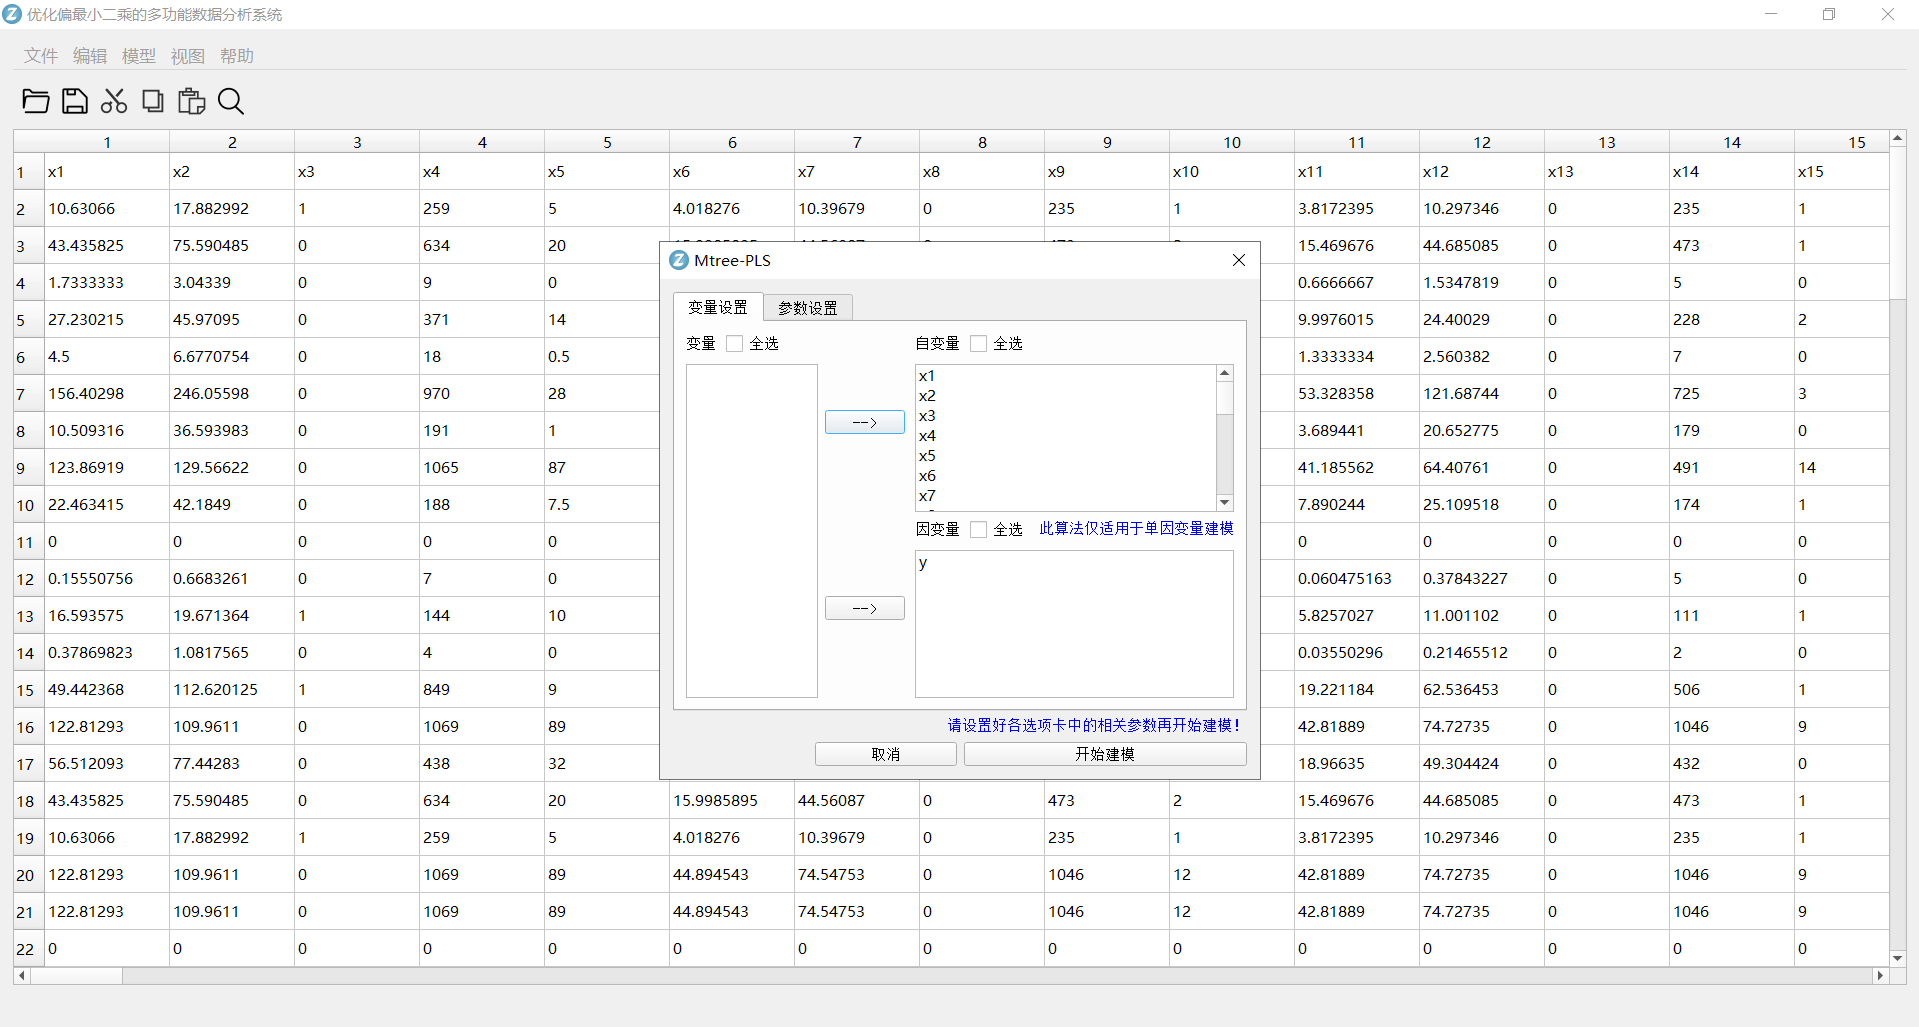 优化偏最小二乘的多功能数据分析系统
文件 编辑 模型 视图 帮助
1 2 3 4 5 6 7 8 9 10 11 12 13 14 15
1 x1 x2 x3 x4 x5 x6 x7 x8 x9 x10 x11 x12 x13 x14 x15
2 10.63066 17.882992 1 259 5 4.018276 10.39679 0 235 1 3.8172395 10.297346 0 235 1
3 43.435825 75.590485 0 634 20 15.469676 44.685085 0 473 1
4 1.7333333 3.04339 0 9 0 0.6666667 1.5347819 0 5 0
5 27.230215 45.97095 0 371 14 9.9976015 24.40029 0 228 2
6 4.5 6.6770754 0 18 0.5 1.3333334 2.560382 0 7 0
7 156.40298 246.05598 0 970 28 53.328358 121.68744 0 725 3
8 10.509316 36.593983 0 191 1 3.689441 20.652775 0 179 0
9 123.86919 129.56622 0 1065 87 41.185562 64.40761 0 491 14
10 22.463415 42.1849 0 188 7.5 7.890244 25.109518 0 174 1
11 0 0 0 0 0 0 0 0 0 0
12 0.15550756 0.6683261 0 7 0 0.060475163 0.37843227 0 5 0
13 16.593575 19.671364 1 144 10 5.8257027 11.001102 0 111 1
14 0.37869823 1.0817565 0 4 0 0.03550296 0.21465512 0 2 0
15 49.442368 112.620125 1 849 9 19.221184 62.536453 0 506 1
16 122.81293 109.9611 0 1069 89 42.81889 74.72735 0 1046 9
17 56.512093 77.44283 0 438 32 18.96635 49.304424 0 432 0
18 43.435825 75.590485 0 634 20 15.9985895 44.56087 0 473 2 15.469676 44.685085 0 473 1
19 10.63066 17.882992 1 259 5 4.018276 10.39679 0 235 1 3.8172395 10.297346 0 235 1
20 122.81293 109.9611 0 1069 89 44.894543 74.54753 0 1046 12 42.81889 74.72735 0 1046 9
21 122.81293 109.9611 0 1069 89 44.894543 74.54753 0 1046 12 42.81889 74.72735 0 1046 9
22 0 0 0 0 0 0 0 0 0 0 0 0 0 0 0
Mtree-PLS
变量设置 参数设置
变量 全选
自变量 全选
x1
x2
x3
x4
x5
x6
x7
-->
因变量 全选 此算法仅适用于单因变量建模
y
-->
请设置好各选项卡中的相关参数再开始建模！
取消 开始建模